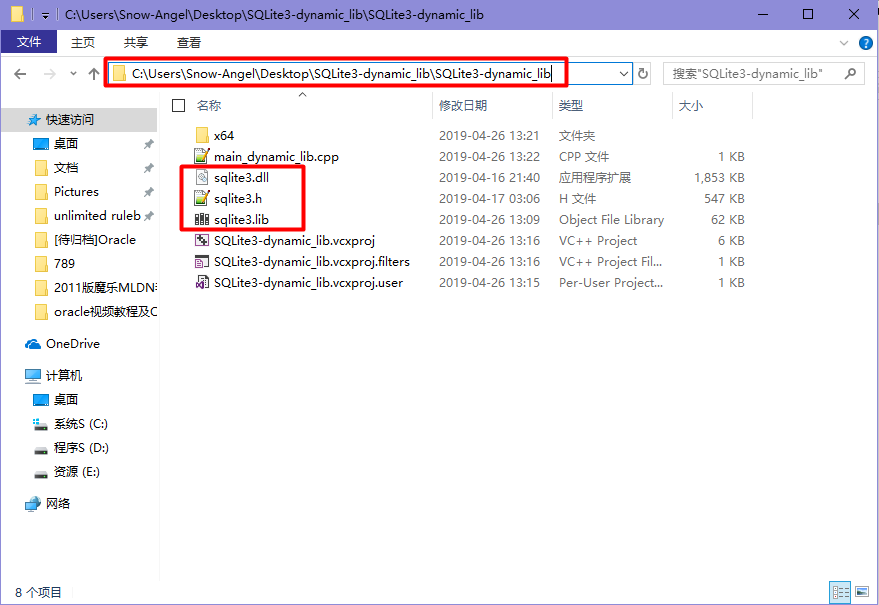 C:\Users\Snow-Angel\Desktop\SQLite3-dynamic_lib\SQLite3-dynamic_lib
文件 主页 共享 查看
C:\Users\Snow-Angel\Desktop\SQLite3-dynamic_lib\SQLite3-dynamic_lib 搜索"SQLite3-dynamic_lib"
快速访问
桌面
文档
Pictures
unlimited ruleb
[待归档]Oracle
789
2011版魔乐MLDN
oracle视频教程及C
OneDrive
计算机
桌面
系统S (C:)
程序S (D:)
资源 (E:)
网络
名称 修改日期 类型 大小
x64 2019-04-26 13:21 文件夹
main_dynamic_lib.cpp 2019-04-26 13:22 CPP 文件 1 KB
sqlite3.dll 2019-04-16 21:40 应用程序扩展 1,853 KB
sqlite3.h 2019-04-17 03:06 H 文件 547 KB
sqlite3.lib 2019-04-26 13:09 Object File Library 62 KB
SQLite3-dynamic_lib.vcxproj 2019-04-26 13:16 VC++ Project 6 KB
SQLite3-dynamic_lib.vcxproj.filters 2019-04-26 13:16 VC++ Project Fil... 1 KB
SQLite3-dynamic_lib.vcxproj.user 2019-04-26 13:15 Per-User Project... 1 KB
8 个项目